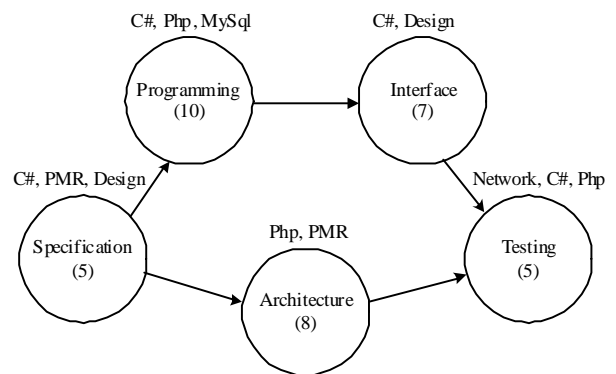 C#, Php, MySql
Programming
(10)
C#, Design
Interface
(7)
C#, PMR, Design
Specification
(5)
Php, PMR
Architecture
(8)
Network, C#, Php
Testing
(5)